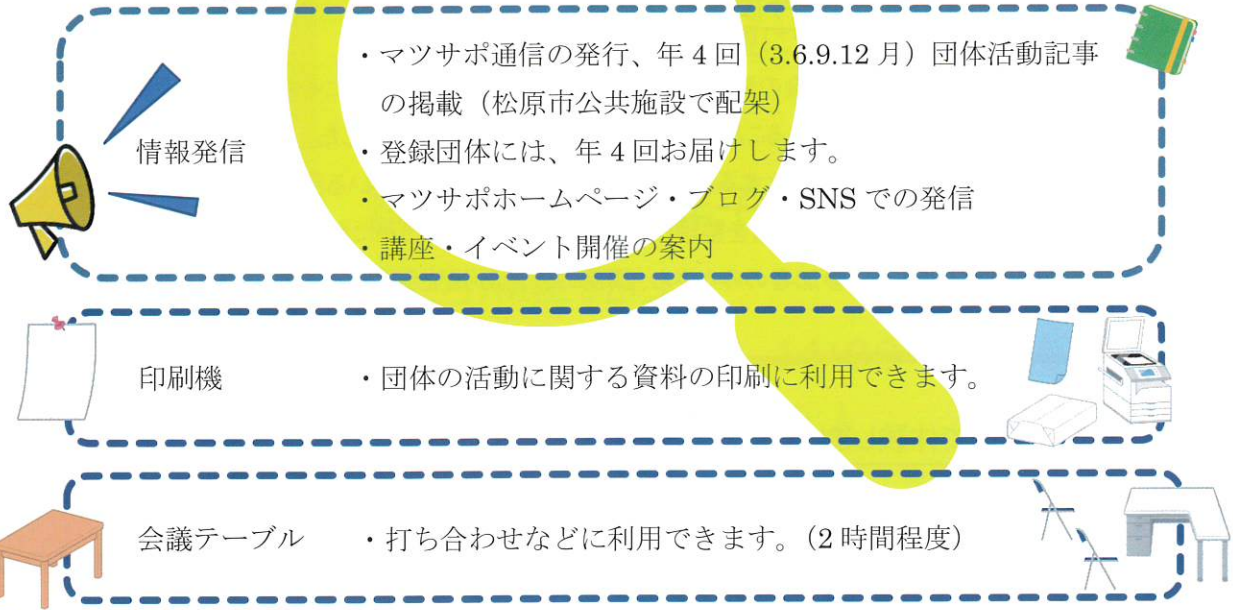 ・マツサポ通信の発行、年4回（3.6.9.12月）団体活動記事
の掲載（松原市公共施設で配架）
情報発信 ・登録団体には、年4回お届けします。
・マツサポホームページ・ブログ・SNSでの発信
・講座・イベント開催の案内
印刷機 ・団体の活動に関する資料の印刷に利用できます。
会議テーブル ・打ち合わせなどに利用できます。（2時間程度）